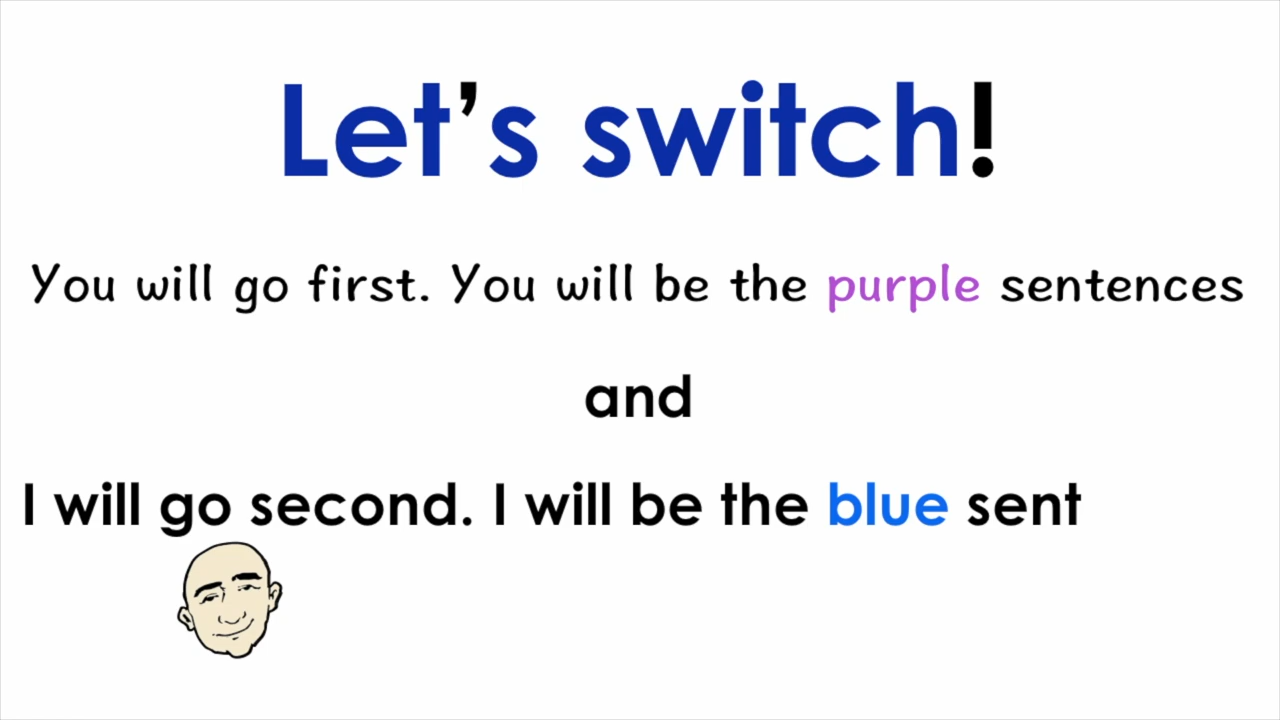 Let’s switch!
You will go first. You will be the purple sentences
and
I will go second. I will be the blue sent